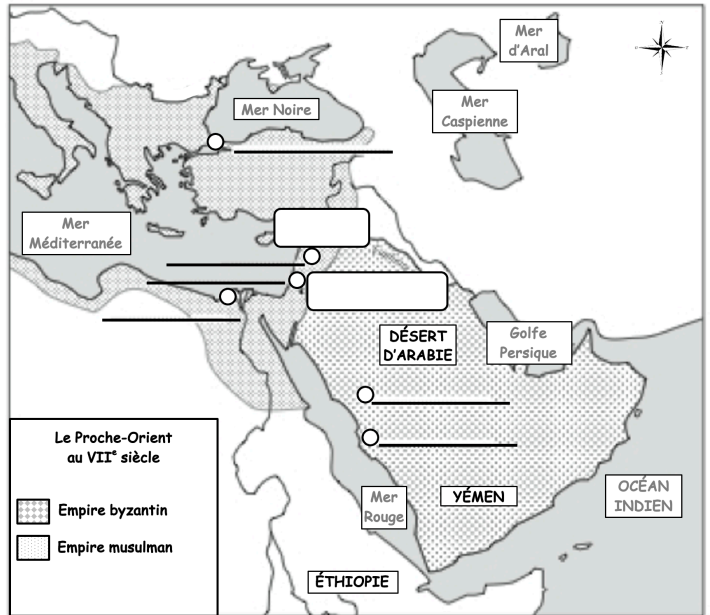 Mer
d'Aral
Mer Noire
Mer
Caspienne
Mer
Méditerranée
DÉSERT
D'ARABIE
Golfe
Persique
Le Proche-Orient
au VIIe siècle
Empire byzantin
Empire musulman
Mer
Rouge
YÉMEN
OCÉAN
INDIEN
ÉTHIOPIE